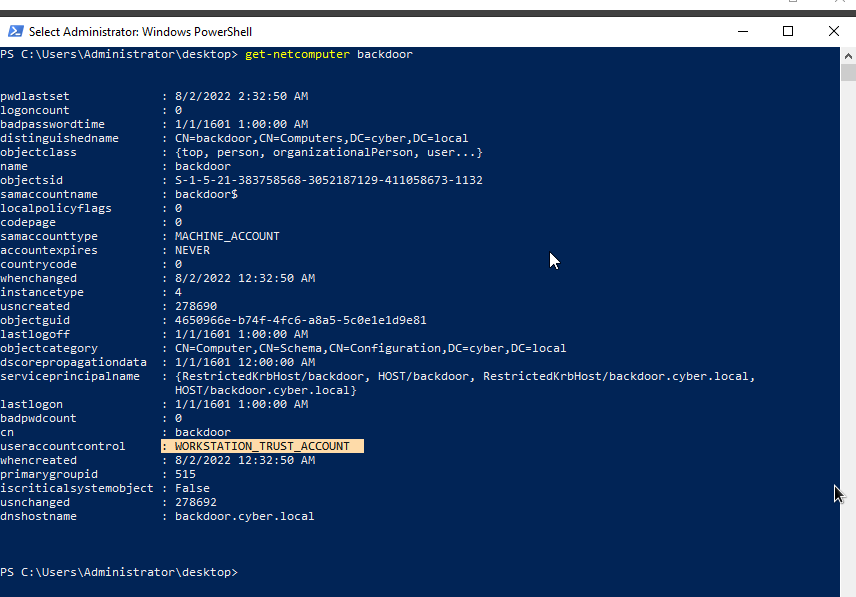 Select Administrator: Windows PowerShell
PS C:\Users\Administrator\desktop> get-netcomputer backdoor
pwdlastset : 8/2/2022 2:32:50 AM
logoncount : 0
badpasswordtime : 1/1/1601 1:00:00 AM
distinguishedname : CN=backdoor,CN=Computers,DC=cyber,DC=local
objectclass : {top, person, organizationalPerson, user...}
name : backdoor
objectsid : S-1-5-21-383758568-3052187129-411058673-1132
samaccountname : backdoor$
localpolicyflags : 0
codepage : 0
samaccounttype : MACHINE_ACCOUNT
accountexpires : NEVER
countrycode : 0
whenchanged : 8/2/2022 12:32:50 AM
instancetype : 4
usncreated : 278690
objectguid : 4650966e-b74f-4fc6-a8a5-5c0e1e1d9e81
lastlogoff : 1/1/1601 1:00:00 AM
objectcategory : CN=Computer,CN=Schema,CN=Configuration,DC=cyber,DC=local
dscorepropagationdata : 1/1/1601 12:00:00 AM
serviceprincipalname : {RestrictedKrbHost/backdoor, HOST/backdoor, RestrictedKrbHost/backdoor.cyber.local,
HOST/backdoor.cyber.local}
lastlogon : 1/1/1601 1:00:00 AM
badpwdcount : 0
cn : backdoor
useraccountcontrol : WORKSTATION_TRUST_ACCOUNT
whencreated : 8/2/2022 12:32:50 AM
primarygroupid : 515
iscriticalsystemobject : False
usnchanged : 278692
dnshostname : backdoor.cyber.local
PS C:\Users\Administrator\desktop>